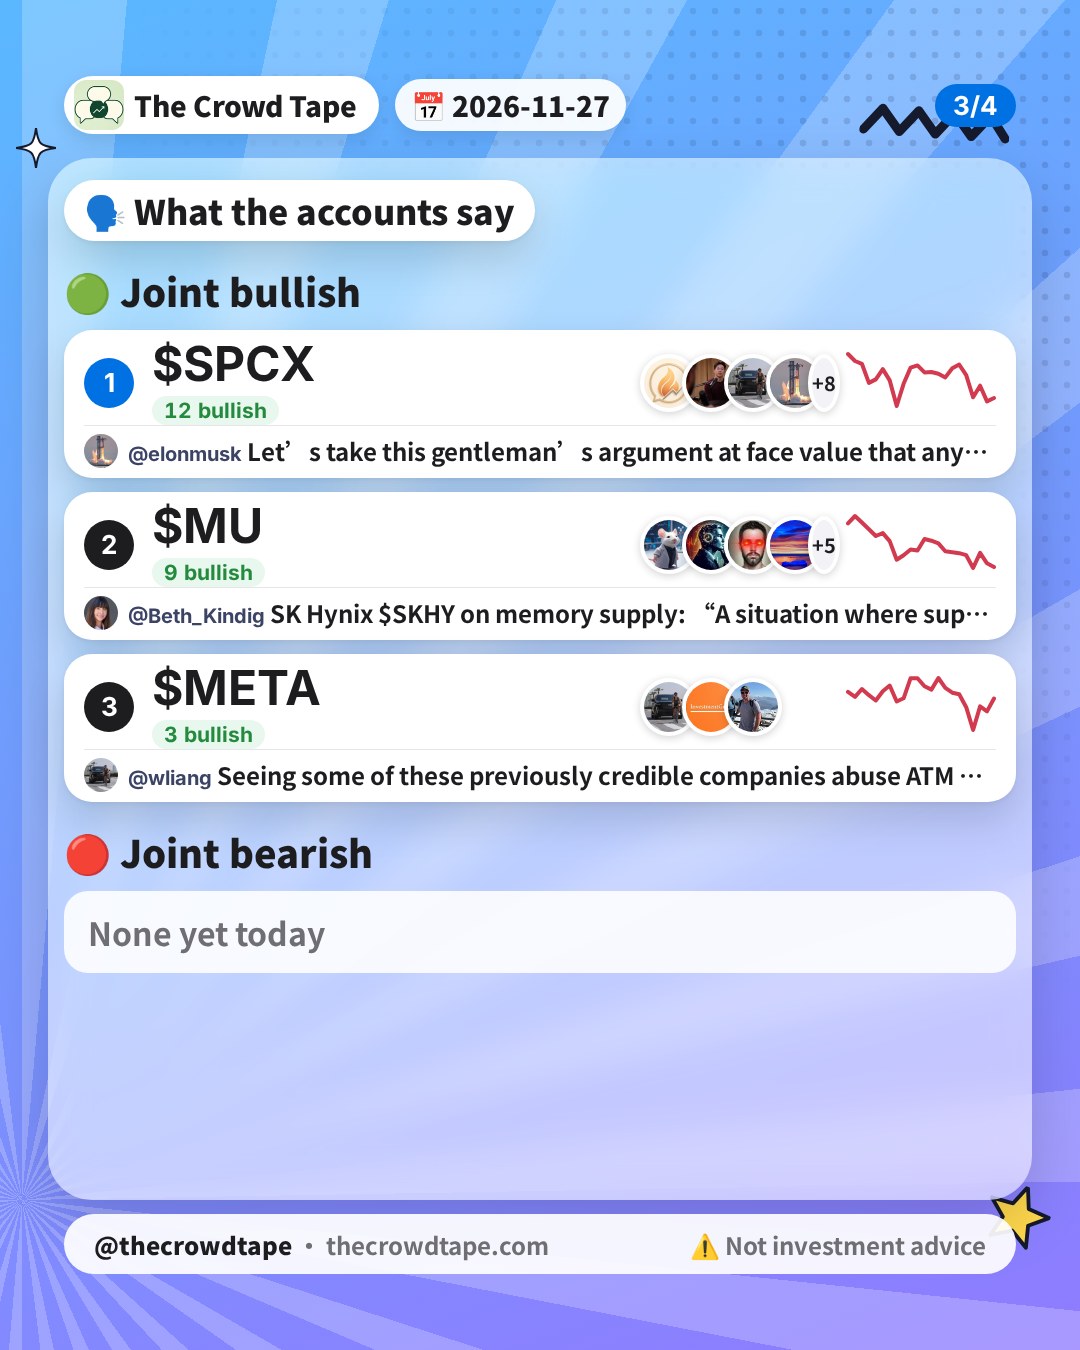 The Crowd Tape
July
17
2026-11-27
3/4
What the accounts say
Joint bullish
1
$SPCX
12 bullish
+8
@elonmusk Let’s take this gentleman’s argument at face value that any⋯
2
$MU
9 bullish
+5
@Beth_Kindig SK Hynix $SKHY on memory supply: “A situation where sup⋯
3
$META
3 bullish
@wliang Seeing some of these previously credible companies abuse ATM ⋯
Joint bearish
None yet today
@thecrowdtape • thecrowdtape.com
Not investment advice